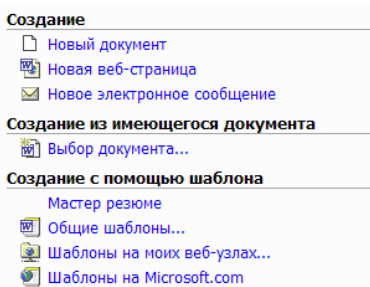 Создание
Новый документ
Новая веб-страница
Новое электронное сообщение
Создание из имеющегося документа
Выбор документа...
Создание с помощью шаблона
Мастер резюме
Общие шаблоны...
Шаблоны на моих веб-узлах...
Шаблоны на Microsoft.com